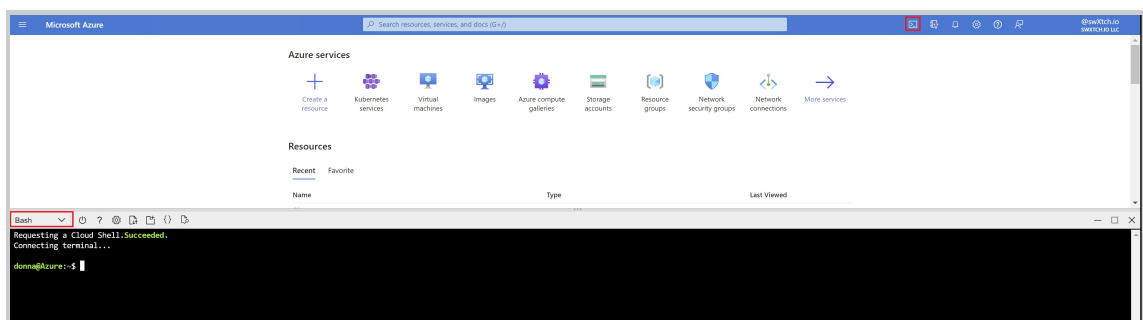 Microsoft Azure
Search resources, services, and docs (G+/)
@swXtch.io
SWXTCH.IO LLC
Azure services
Create a resource
Kubernetes services
Virtual machines
Images
Azure compute galleries
Storage accounts
Resource groups
Network security groups
Network connections
More services
Resources
Recent Favorite
Name Type Last Viewed
Bash
Requesting a Cloud Shell.Succeeded.
Connecting terminal...
donna@Azure:~$